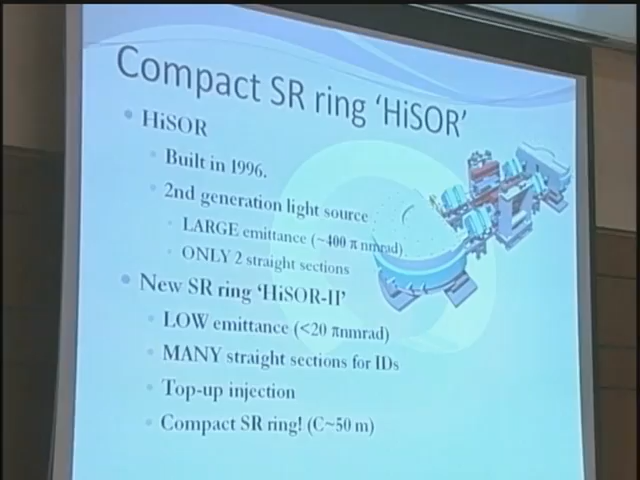 Compact SR ring 'HiSOR'
HiSOR
Built in 1996.
2nd generation light source
LARGE emittance (~400 π nmrad)
ONLY 2 straight sections
New SR ring 'HiSOR-II'
LOW emittance (<20 πnmrad)
MANY straight sections for IDs
Top-up injection
Compact SR ring! (C~50 m)